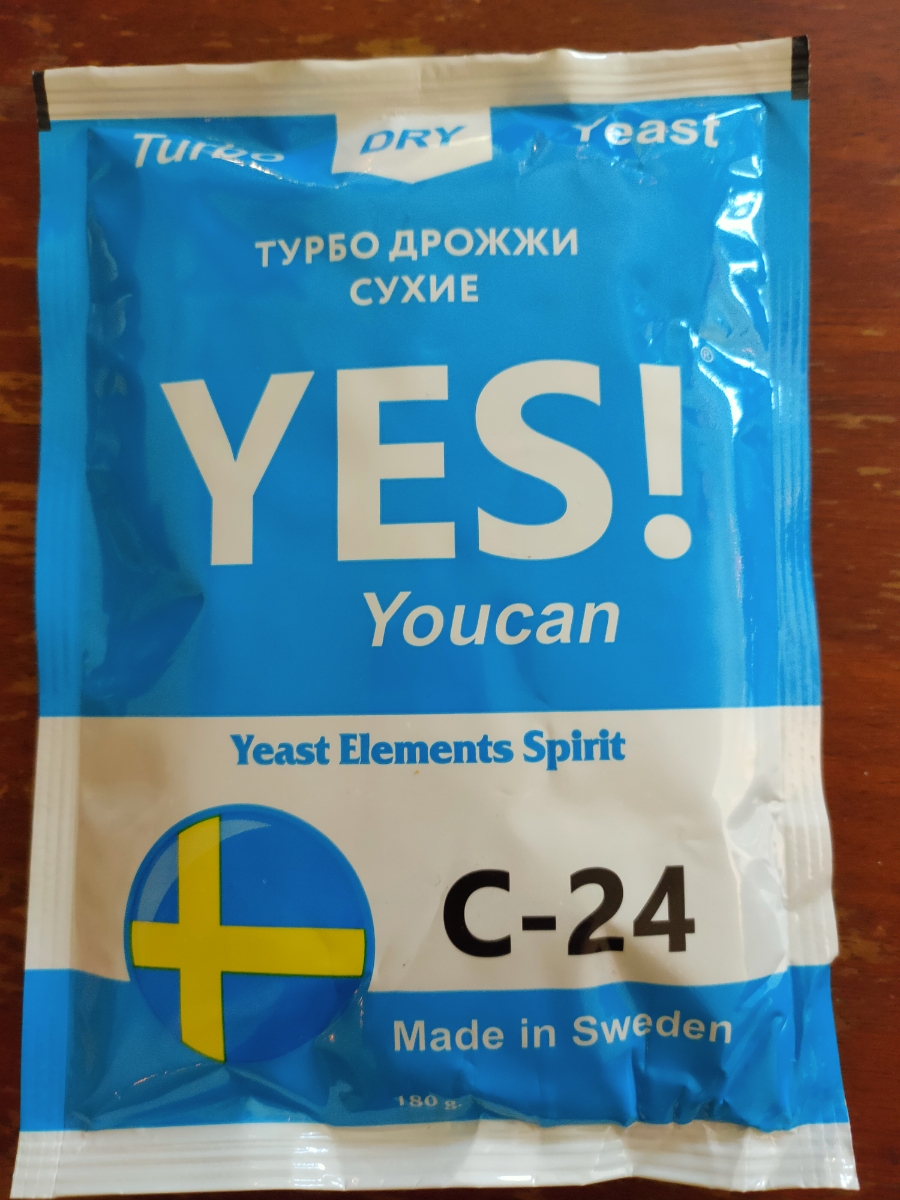 Turbo DRY Yeast
ТУРБО ДРОЖЖИ
СУХИЕ
YES!®
Youcan
Yeast Elements Spirit
C-24
Made in Sweden
180 g.